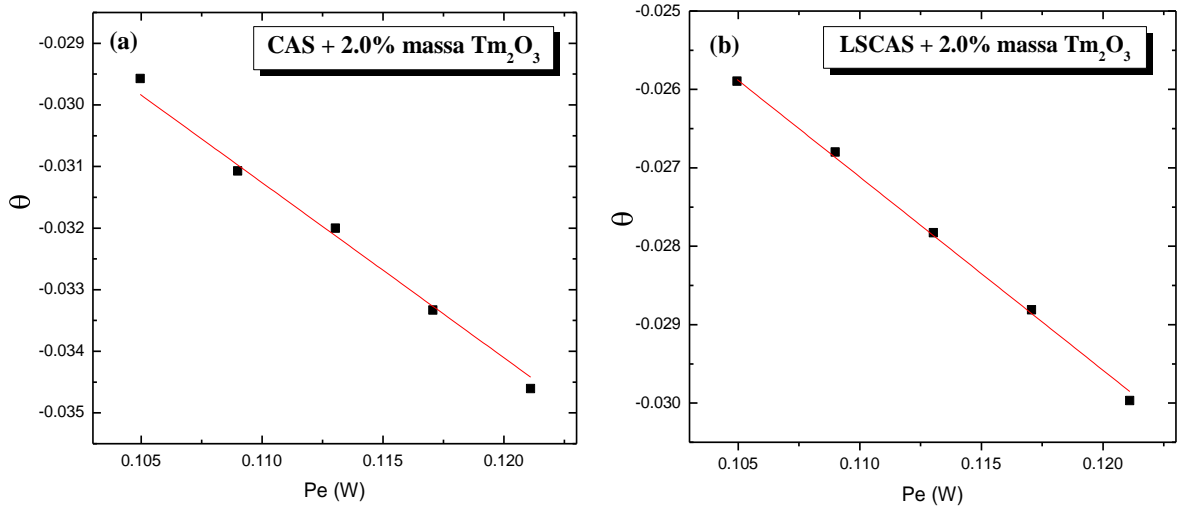 (a)
CAS + 2.0% massa Tm₂O₃
-0.029
-0.030
-0.031
-0.032
-0.033
-0.034
-0.035
θ
0.105 0.110 0.115 0.120
Pe (W)
(b)
LSCAS + 2.0% massa Tm₂O₃
-0.025
-0.026
-0.027
-0.028
-0.029
-0.030
θ
0.105 0.110 0.115 0.120
Pe (W)